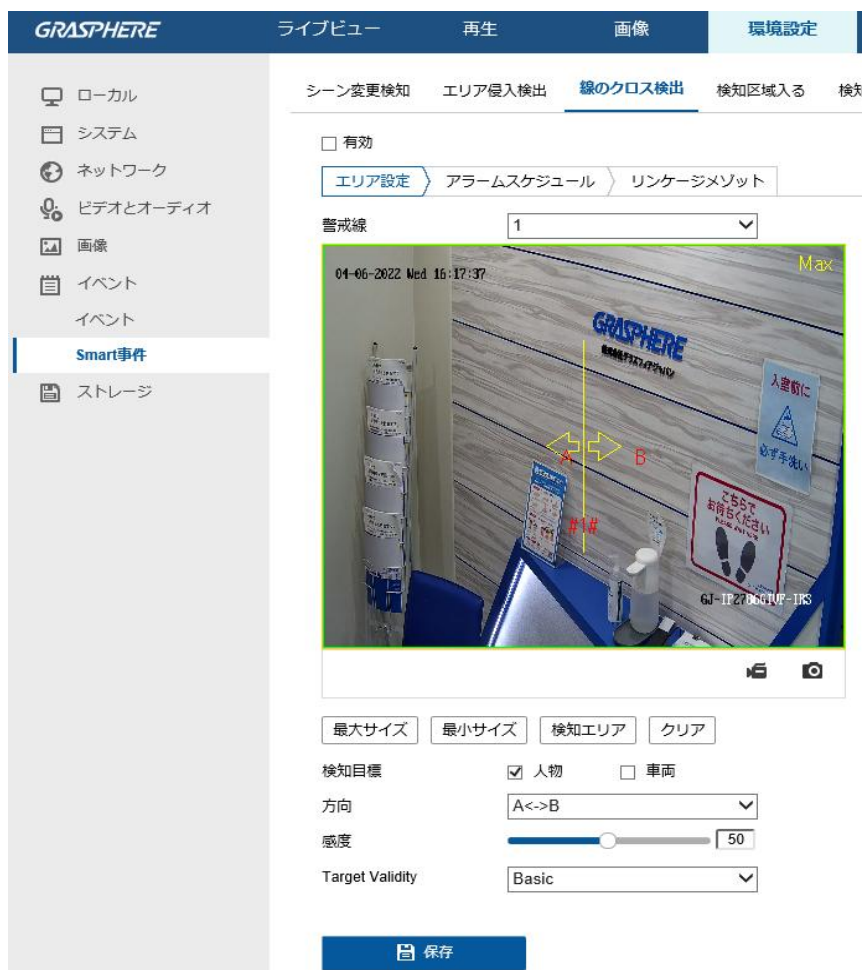 GRASPHERE ライブビュー 再生 画像 環境設定
シーン変更検知 エリア侵入検出 線のクロス検出 検知区域入る
ローカル
システム
ネットワーク
ビデオとオーディオ
画像
イベント
イベント
Smart事件
ストレージ
有効
エリア設定 アラームスケジュール リンケージメゾット
警戒線 1
Max
04-06-2022 Wed 16:17:37
GRASPHERE
入室前に
必ず手洗い
A B
#1#
こちらで
お待ちください
最大サイズ 最小サイズ 検知エリア クリア
検知目標 人物 車両
方向 A<->B
感度 50
Target Validity Basic
保存